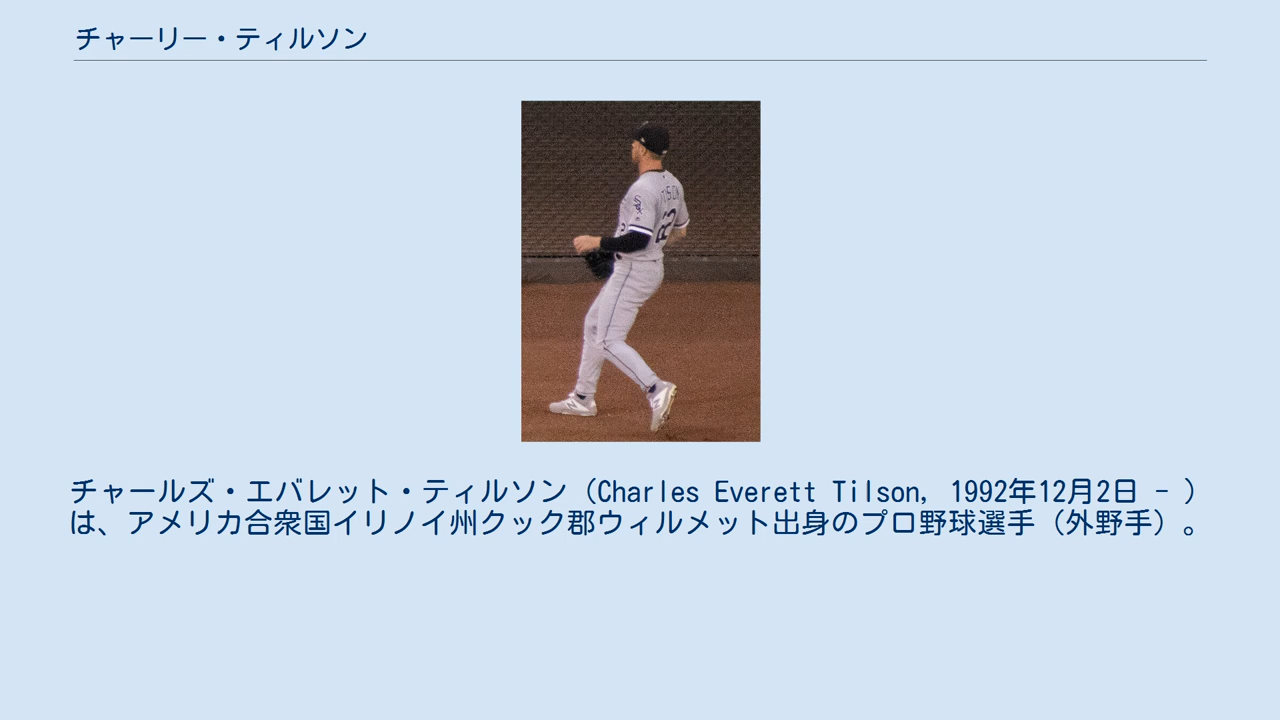 チャーリー・ティルソン
チャールズ・エバレット・ティルソン（Charles Everett Tilson, 1992年12月2日 - ）
は、アメリカ合衆国イリノイ州クック郡ウィルメット出身のプロ野球選手（外野手）。